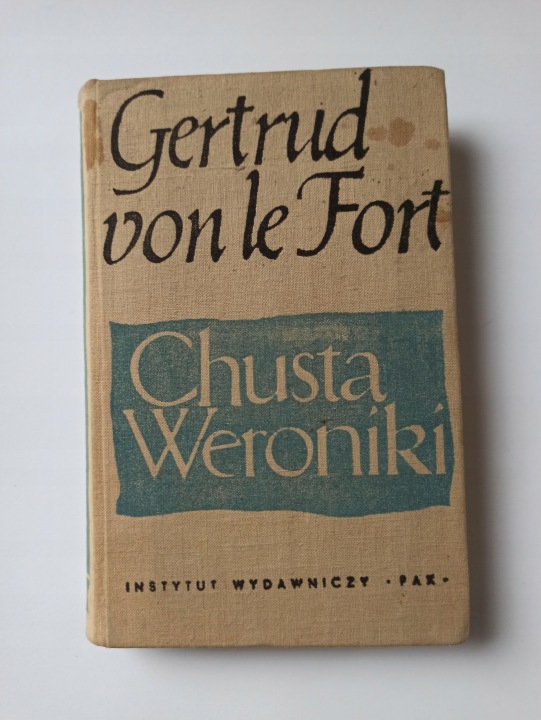 Gertrud
von le Fort
Chusta
Weroniki
INSTYTUT WYDAWNICZY • PAX •